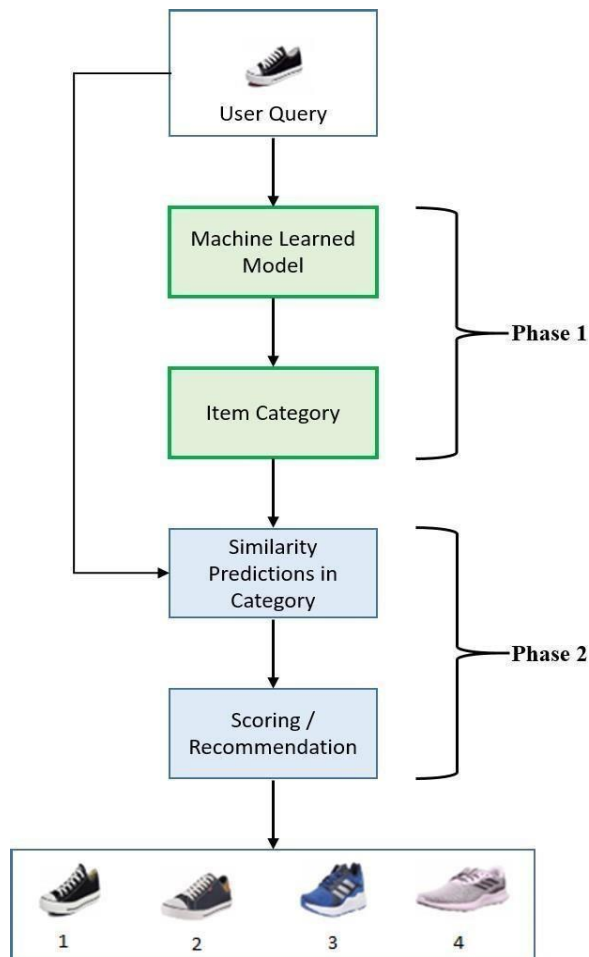 User Query
Machine Learned
Model
Phase 1
Item Category
Similarity
Predictions in
Category
Phase 2
Scoring /
Recommendation
1 2 3 4